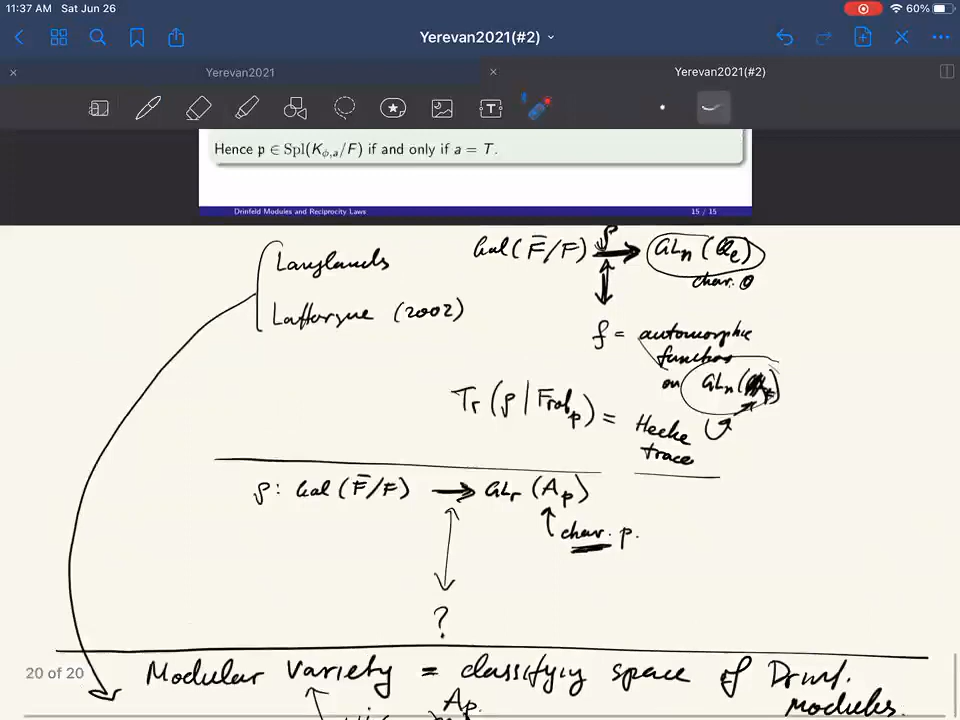 11:37 AM Sat Jun 26
60%
Yerevan2021(#2)
Yerevan2021
Yerevan2021(#2)
Hence 𝔭 ∈ Spl(K_{ϕ,a}/F) if and only if a = T.
Drinfeld Modules and Reciprocity Laws 15 / 15
Langlands
Lafforgue (2002)
Gal(F̄/F) ρ → GL_n(ℚ_ℓ)
char. 0
f = automorphic
function
on GL_n(
Tr(ρ|Frob_p) = Hecke
trace
ρ: Gal(F̄/F) → GL_r(A_p)
↑ char. p.
?
20 of 20
Modular Variety = classifying space of Drinf.
modules.
A_p.